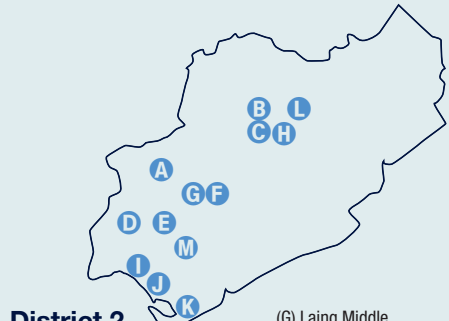 B L
C H
A
G F
D E
M
I
J
K
District 2
(G) Laing Middle